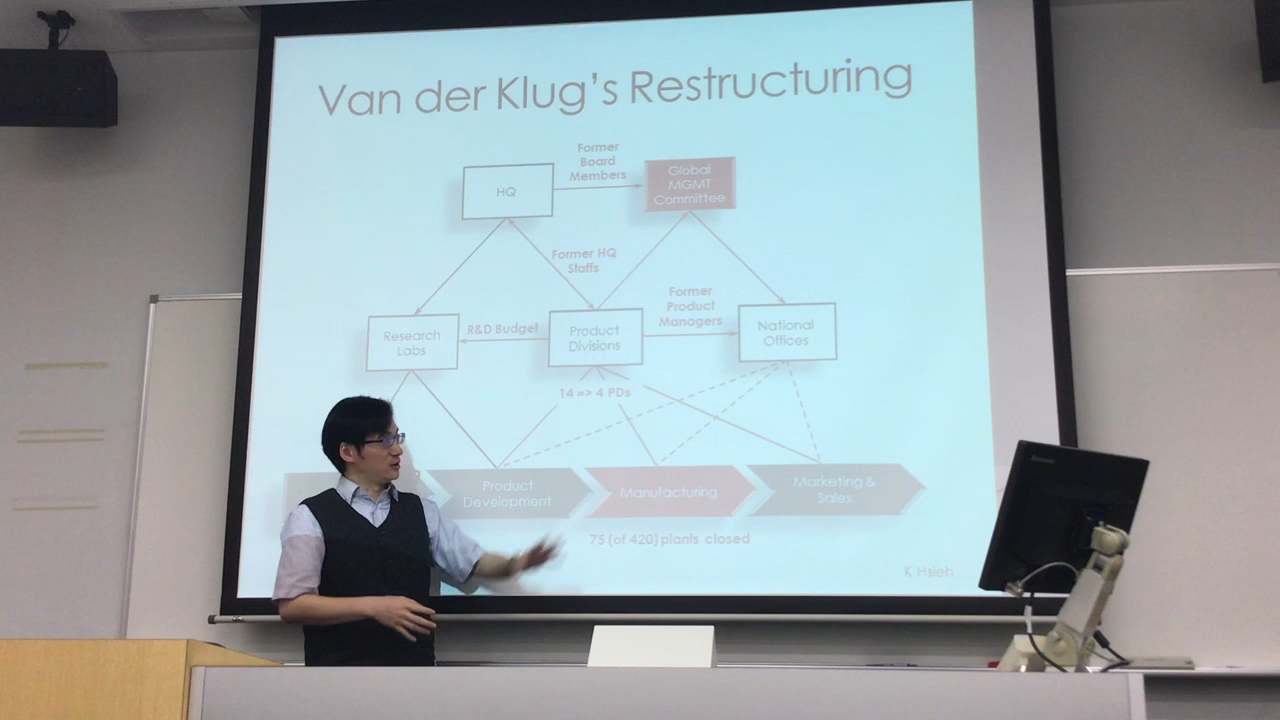 Van der Klug's Restructuring
Former
Board
Members
HQ
Global
MGMT
Committee
Former HQ
Staffs
Former
Product
Managers
Research
Labs
R&D Budget
Product
Divisions
National
Offices
14 => 4 PDs
Product
Development
Manufacturing
Marketing &
Sales
75 (of 420) plants closed
K Hsieh